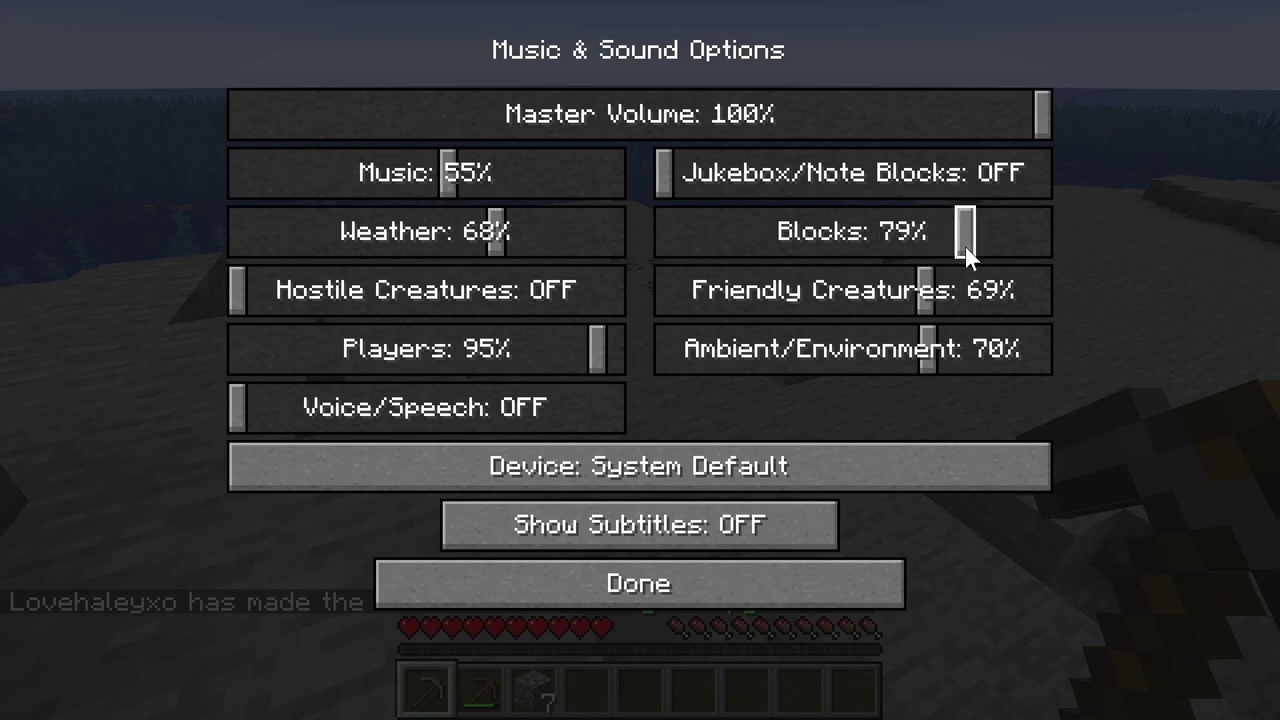 Music & Sound Options
Master Volume: 100%
Music: 55%
Jukebox/Note Blocks: OFF
Weather: 68%
Blocks: 79%
Hostile Creatures: OFF
Friendly Creatures: 69%
Players: 95%
Ambient/Environment: 70%
Voice/Speech: OFF
Device: System Default
Show Subtitles: OFF
Done
Lovehaleyxo has made the
7